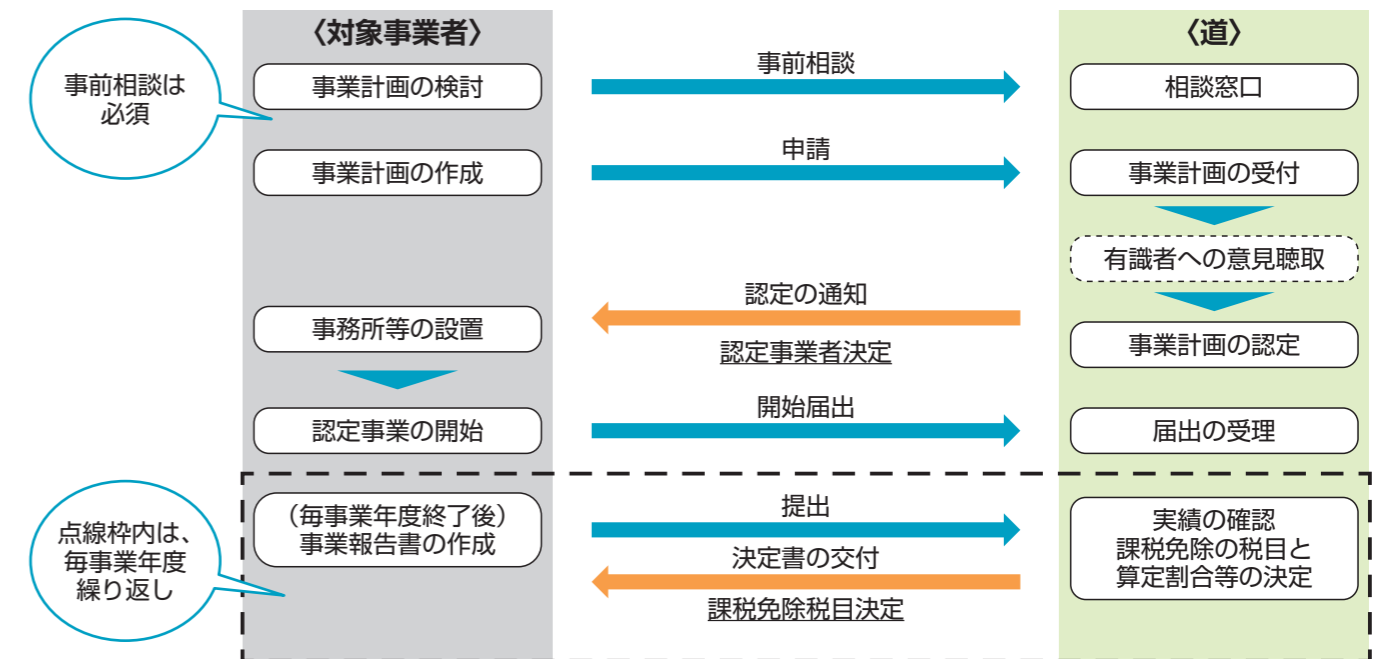 〈対象事業者〉
〈道〉
事前相談は
必須
事業計画の検討
事前相談
相談窓口
事業計画の作成
申請
事業計画の受付
有識者への意見聴取
事務所等の設置
認定の通知
認定事業者決定
事業計画の認定
認定事業の開始
開始届出
届出の受理
点線枠内は、
毎事業年度
繰り返し
（毎事業年度終了後）
事業報告書の作成
提出
決定書の交付
課税免除税目決定
実績の確認
課税免除の税目と
算定割合等の決定